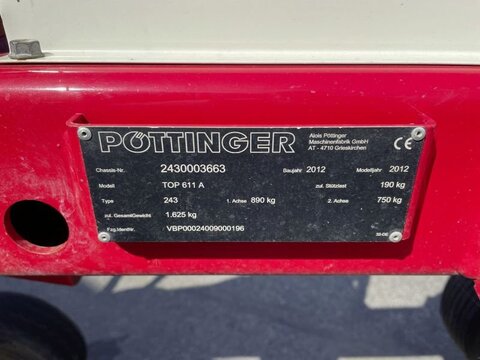 PÖTTINGER
Alois Pöttinger
Maschinenfabrik GmbH
AT - 4710 Grieskirchen
CE
Chassis-Nr. 2430003663 Baujahr 2012 Modelljahr 2012
Modell TOP 611 A zul. Stützlast 190 kg
Type 243 1. Achse 890 kg 2. Achse 750 kg
zul. GesamtGewicht 1.625 kg
Fzg.IdentNr. VBP00024009000196